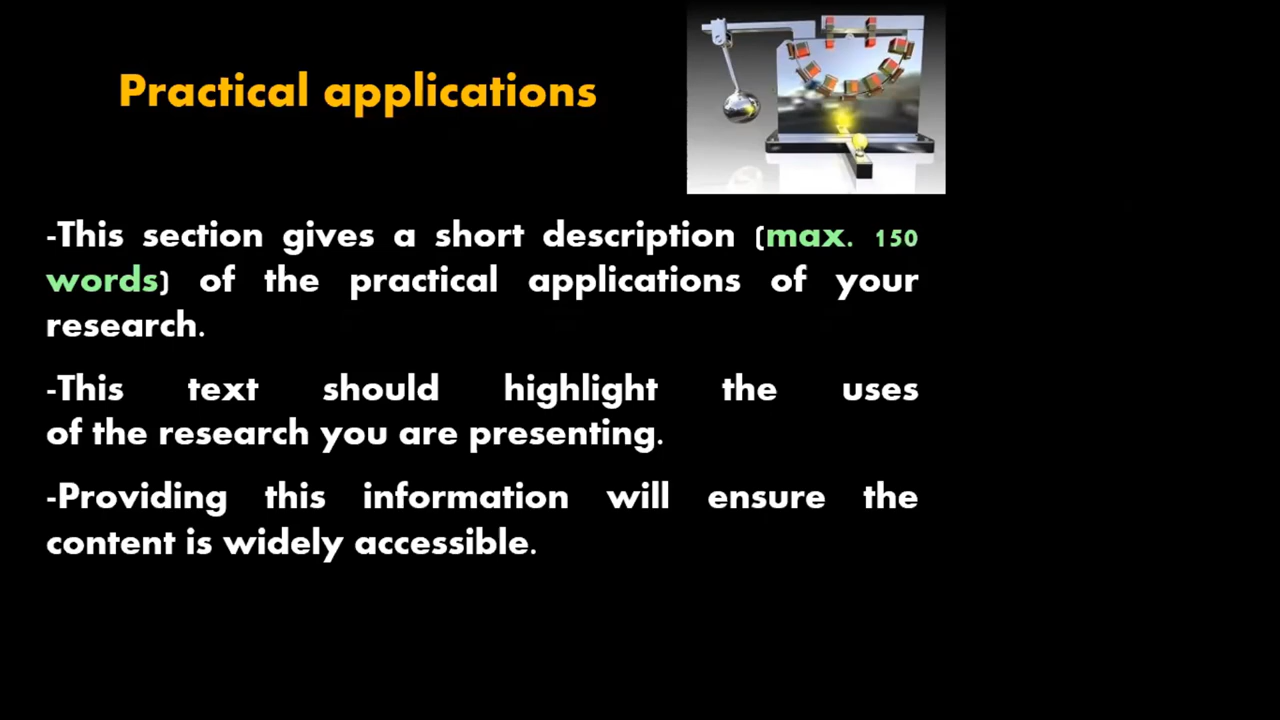 Practical applications
-This section gives a short description (max. 150
words) of the practical applications of your
research.
-This text should highlight the uses
of the research you are presenting.
-Providing this information will ensure the
content is widely accessible.